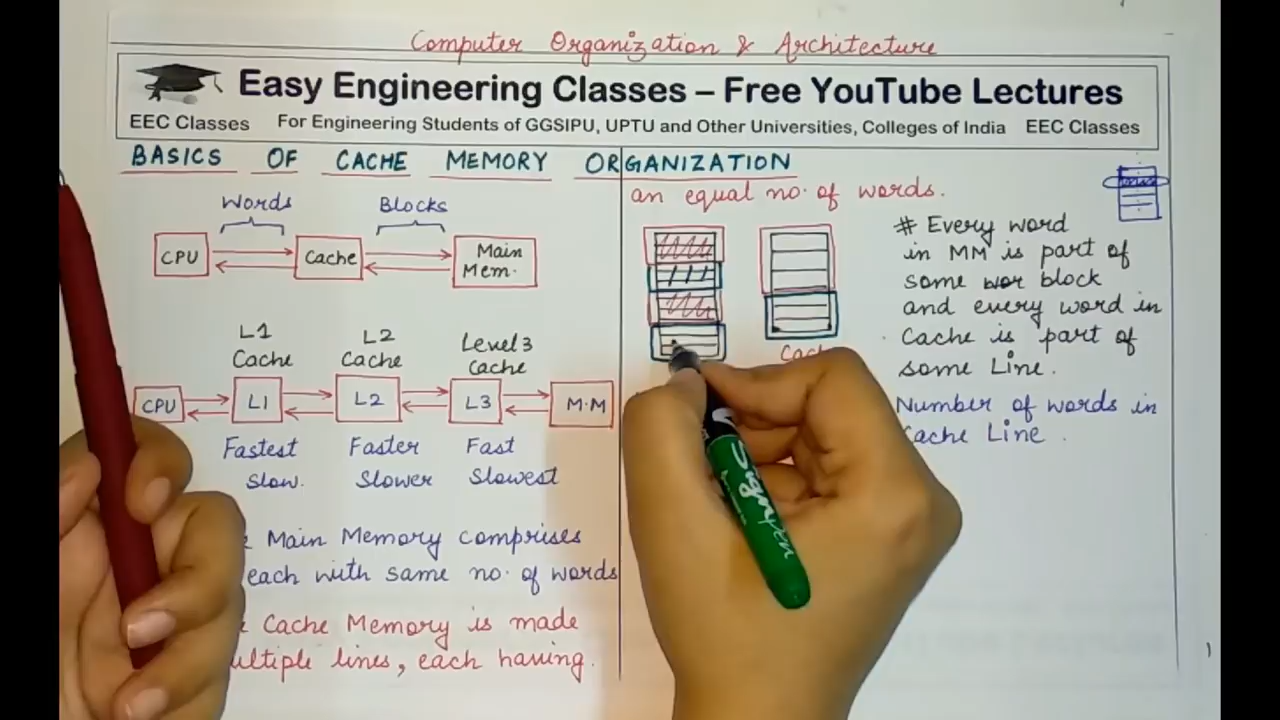 Computer Organization & Architecture
Easy Engineering Classes – Free YouTube Lectures
EEC Classes For Engineering Students of GGSIPU, UPTU and Other Universities, Colleges of India EEC Classes
BASICS OF CACHE MEMORY ORGANIZATION
Words Blocks
CPU Cache Main
Mem.
L1 L2 Level 3
Cache Cache Cache
CPU L1 L2 L3 M.M
Fastest Faster Fast
Slow. Slower Slowest
Main Memory comprises
each with same no. of words
Cache Memory is made
lines, each having.
an equal no. of words.
# Every word
in MM is part of
some block
and every word in
Cache is part of
some Line.
Number of words in
Line.
Signpen